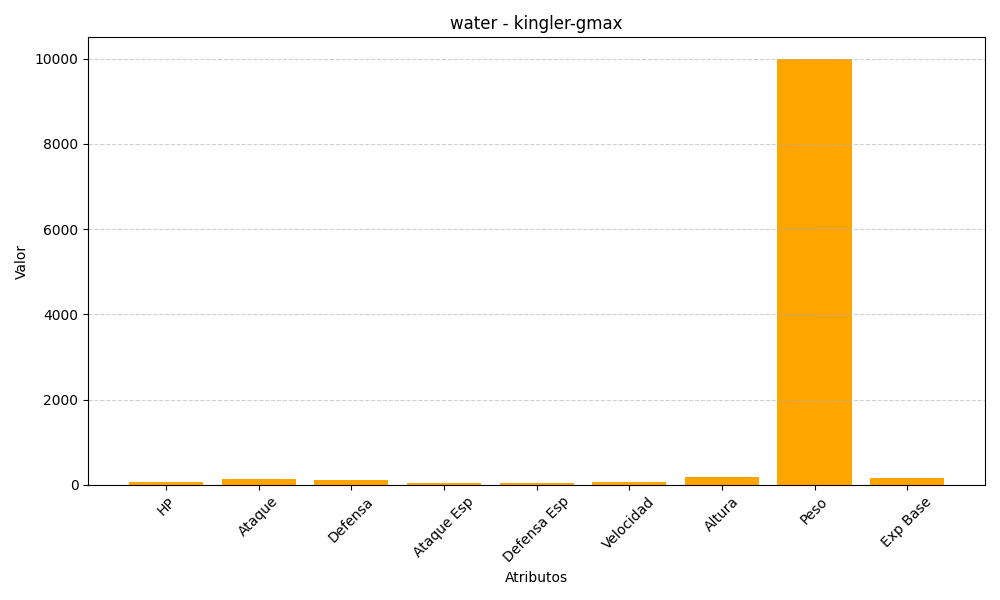 water - kingler-gmax
Valor
10000
8000
6000
4000
2000
0
HP
Ataque
Defensa
Ataque Esp
Defensa Esp
Velocidad
Altura
Peso
Exp Base
Atributos